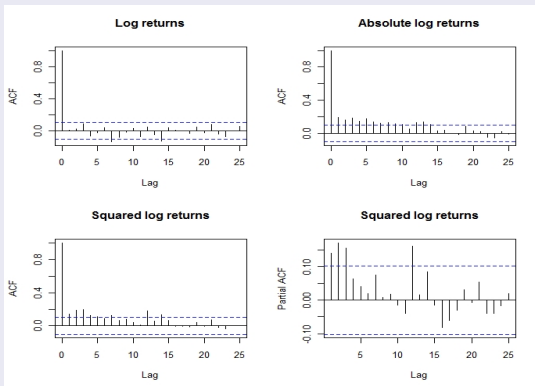 Log returns
ACF
0.0 0.4 0.8
0 5 10 15 20 25
Lag
Absolute log returns
ACF
0.0 0.4 0.8
0 5 10 15 20 25
Lag
Squared log returns
ACF
0.0 0.4 0.8
0 5 10 15 20 25
Lag
Squared log returns
Partial ACF
-0.10 0.00 0.10
5 10 15 20 25
Lag